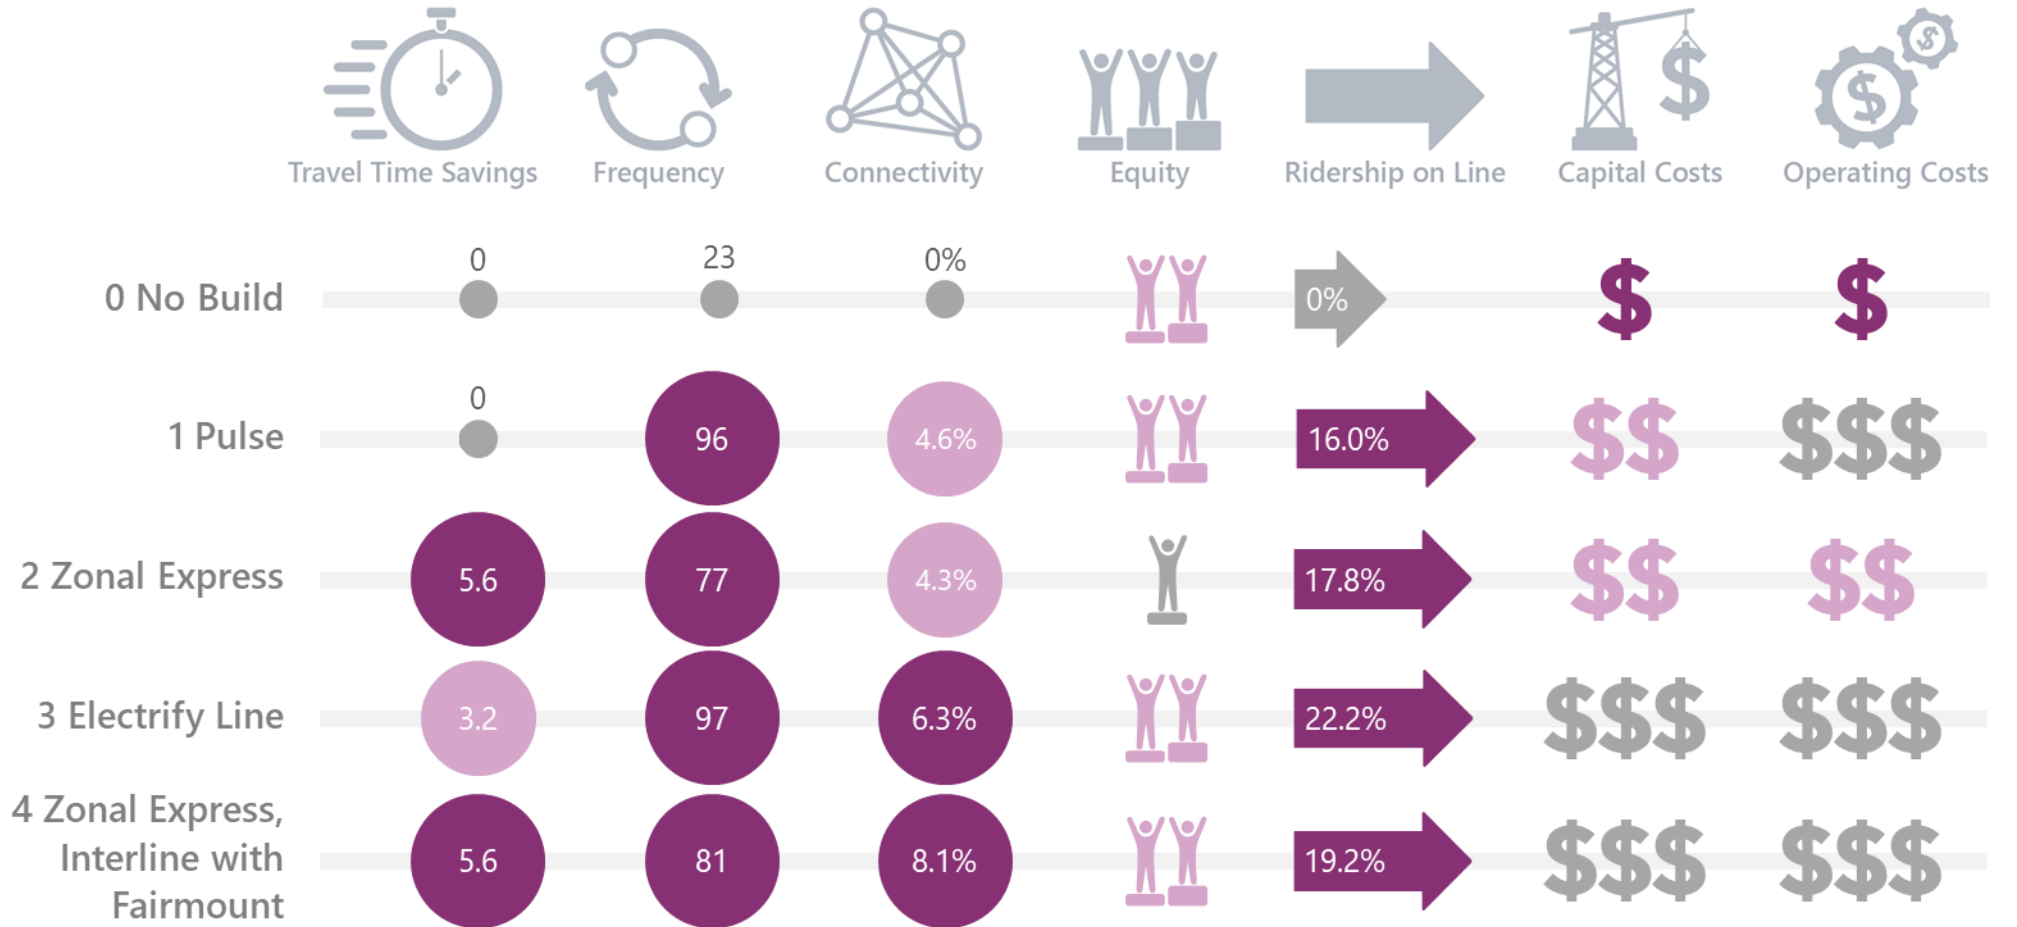 Travel Time Savings Frequency Connectivity Equity Ridership on Line Capital Costs Operating Costs
0 No Build 0 23 0% 0% $ $
1 Pulse 0 96 4.6% 16.0% $$ $$$
2 Zonal Express 5.6 77 4.3% 17.8% $$ $$
3 Electrify Line 3.2 97 6.3% 22.2% $$$ $$$
4 Zonal Express,
Interline with 5.6 81 8.1% 19.2% $$$ $$$
Fairmount